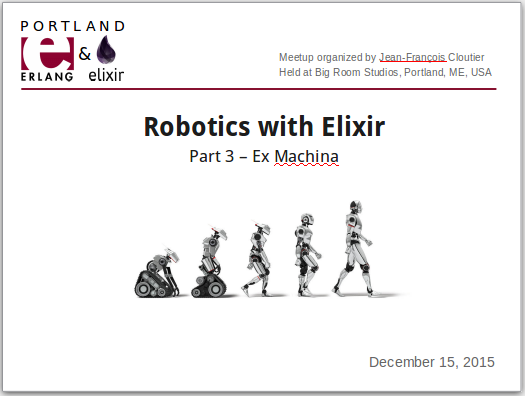 PORTLAND
e & 
ERLANG elixir
Meetup organized by Jean-François Cloutier
Held at Big Room Studios, Portland, ME, USA
Robotics with Elixir
Part 3 – Ex Machina
December 15, 2015